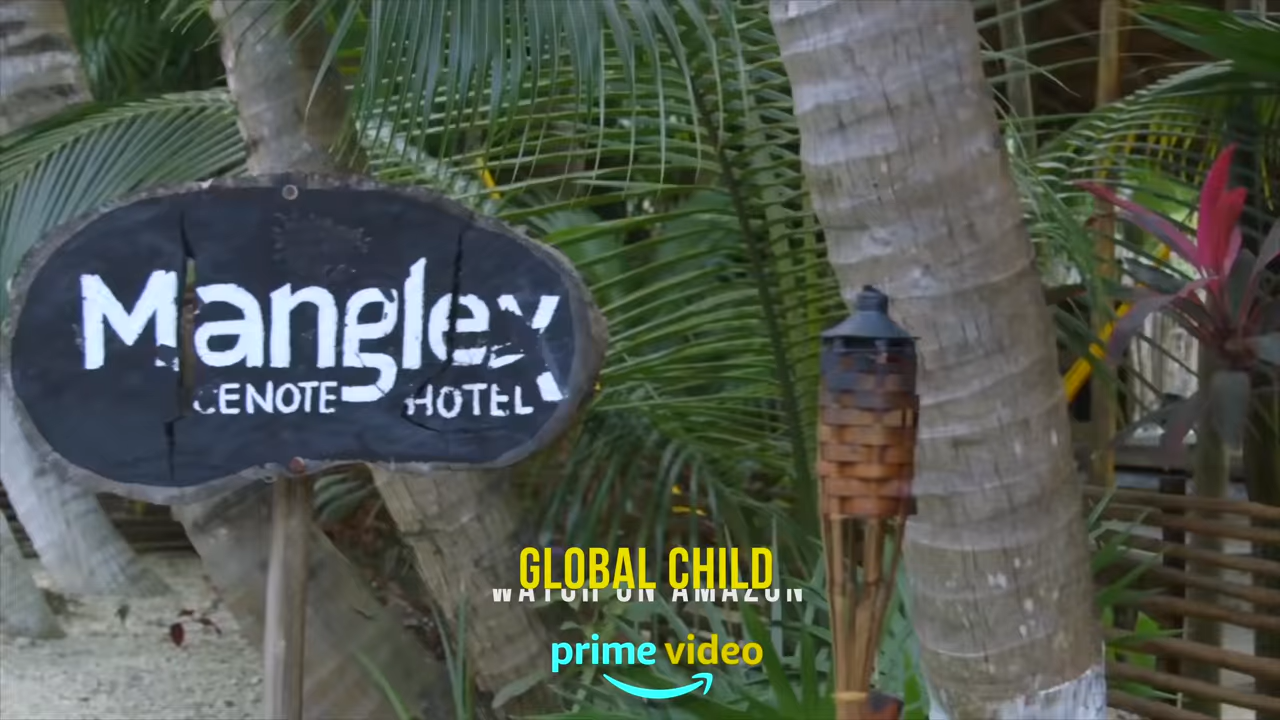 Manglex
CENOTE HOTEL
GLOBAL CHILD
WATCH ON AMAZON
prime video